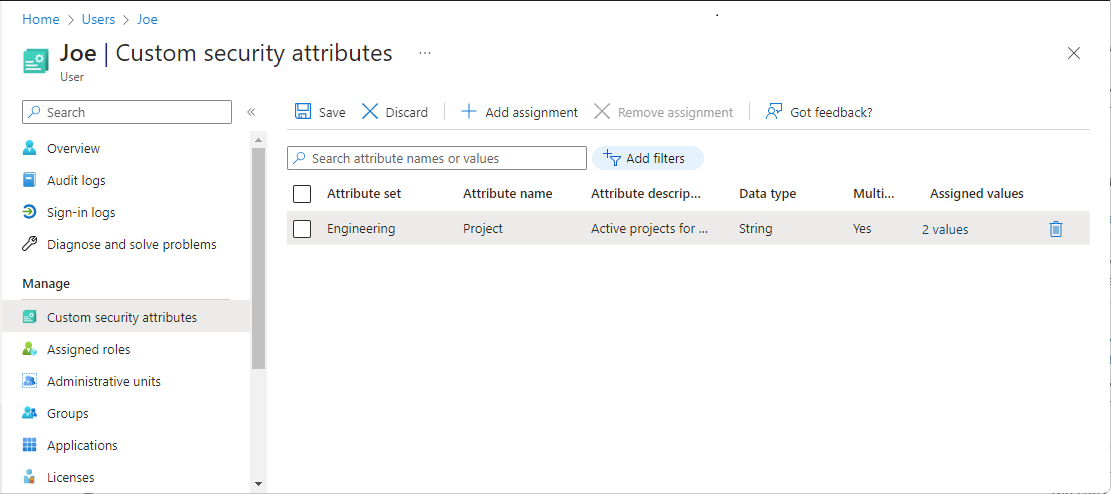 Home > Users > Joe
Joe | Custom security attributes ...
User
Search «
Save Discard Add assignment Remove assignment Got feedback?
Overview
Audit logs
Sign-in logs
Diagnose and solve problems
Manage
Custom security attributes
Assigned roles
Administrative units
Groups
Applications
Licenses
Search attribute names or values Add filters
Attribute set Attribute name Attribute descrip... Data type Multi... Assigned values
Engineering Project Active projects for ... String Yes 2 values